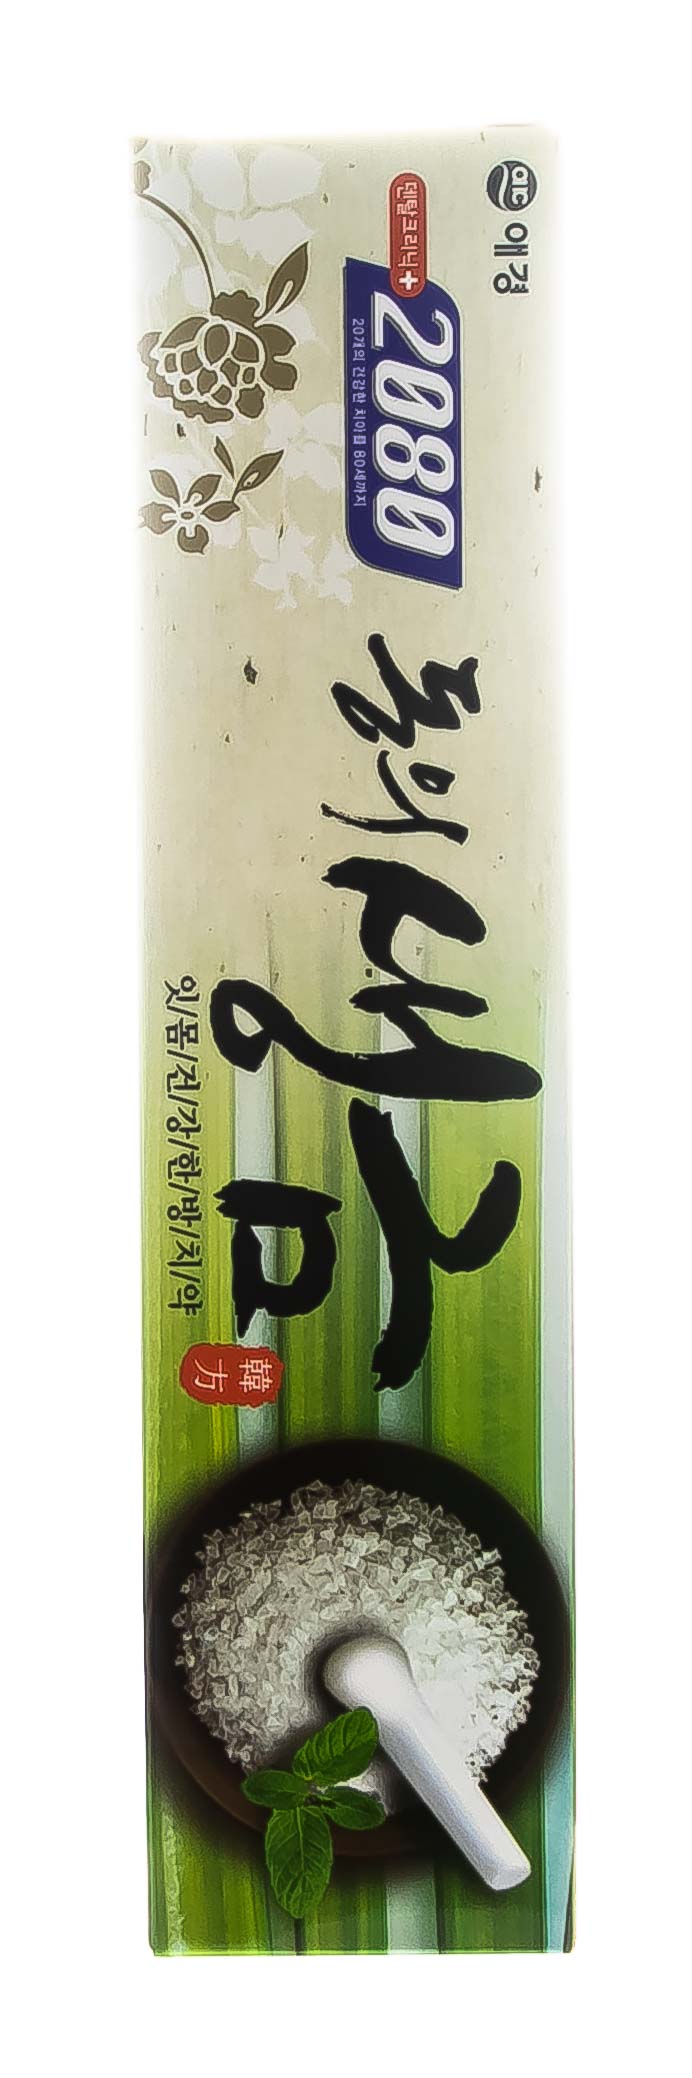 애경
덴탈크리닉+
2080
20개의 건강한 치아를 80세까지
동의생금
잇/몸/건/강/한/방/치/약
韓方